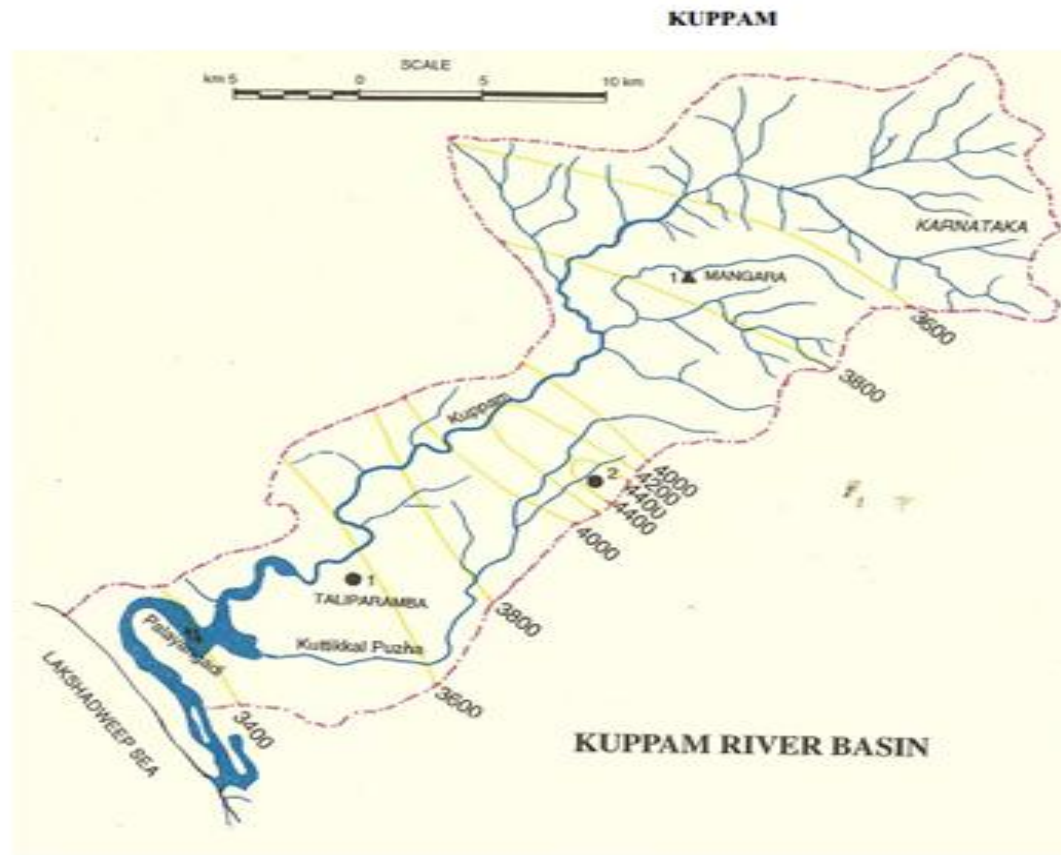 KUPPAM
SCALE
km 5 0 5 10 km
KARNATAKA
1 MANGARA
3600
3800
Kuppam
2
4000
4200
4400
4400
4000
1
TALIPARAMBA
3800
Palayangadi
Kuttikkal Puzha
3600
3400
LAKSHADWEEP SEA
KUPPAM RIVER BASIN